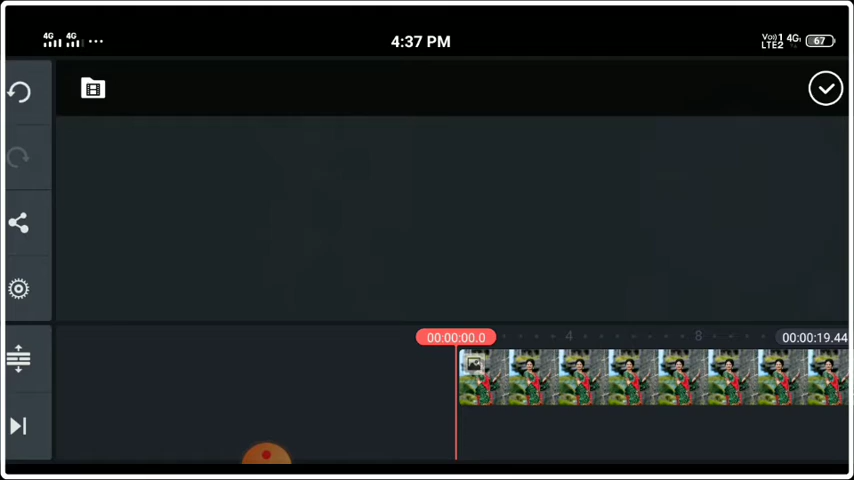 4G 4G ...
4:37 PM
Vo)) 1 4G
LTE2
67
00:00:00.0
4
8
00:00:19.44